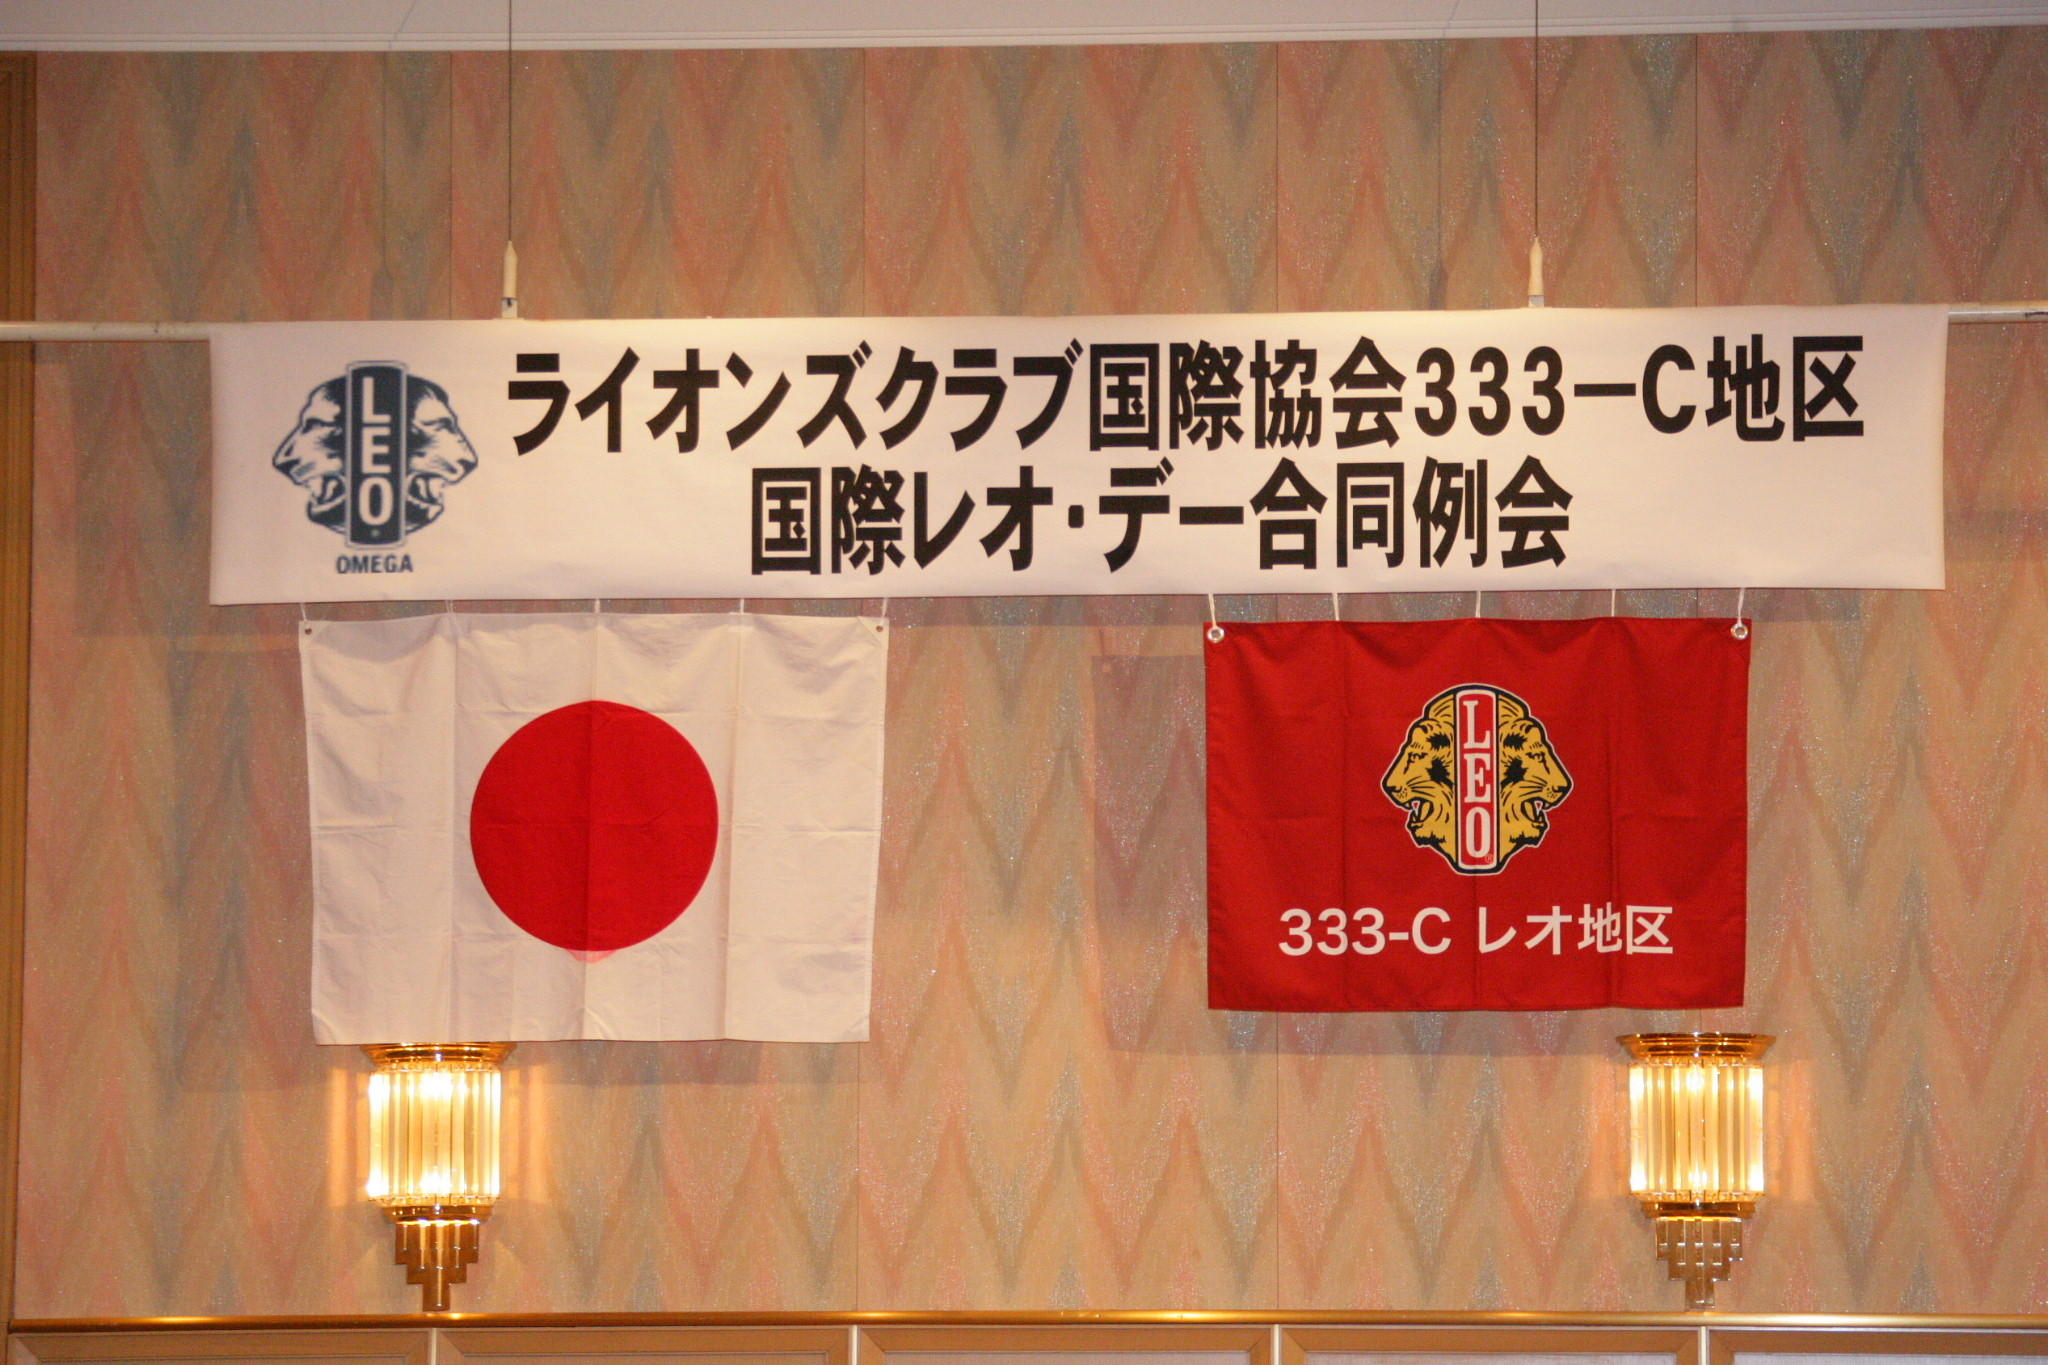 ライオンズクラブ国際協会333ーC地区
国際レオ・デー合同例会
LEO
OMEGA
LEO
333-C レオ地区